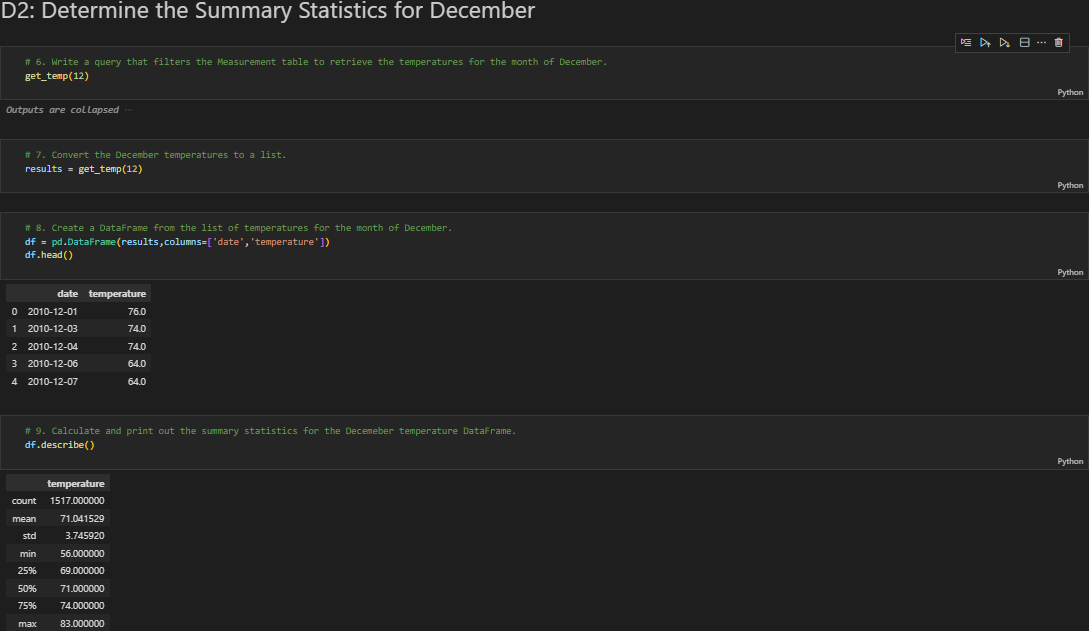 D2: Determine the Summary Statistics for December
# 6. Write a query that filters the Measurement table to retrieve the temperatures for the month of December.
get_temp(12)
Python
Outputs are collapsed ···
# 7. Convert the December temperatures to a list.
results = get_temp(12)
Python
# 8. Create a DataFrame from the list of temperatures for the month of December.
df = pd.DataFrame(results,columns=['date','temperature'])
df.head()
Python
date temperature
0 2010-12-01 76.0
1 2010-12-03 74.0
2 2010-12-04 74.0
3 2010-12-06 64.0
4 2010-12-07 64.0
# 9. Calculate and print out the summary statistics for the Decemeber temperature DataFrame.
df.describe()
Python
temperature
count 1517.000000
mean 71.041529
std 3.745920
min 56.000000
25% 69.000000
50% 71.000000
75% 74.000000
max 83.000000